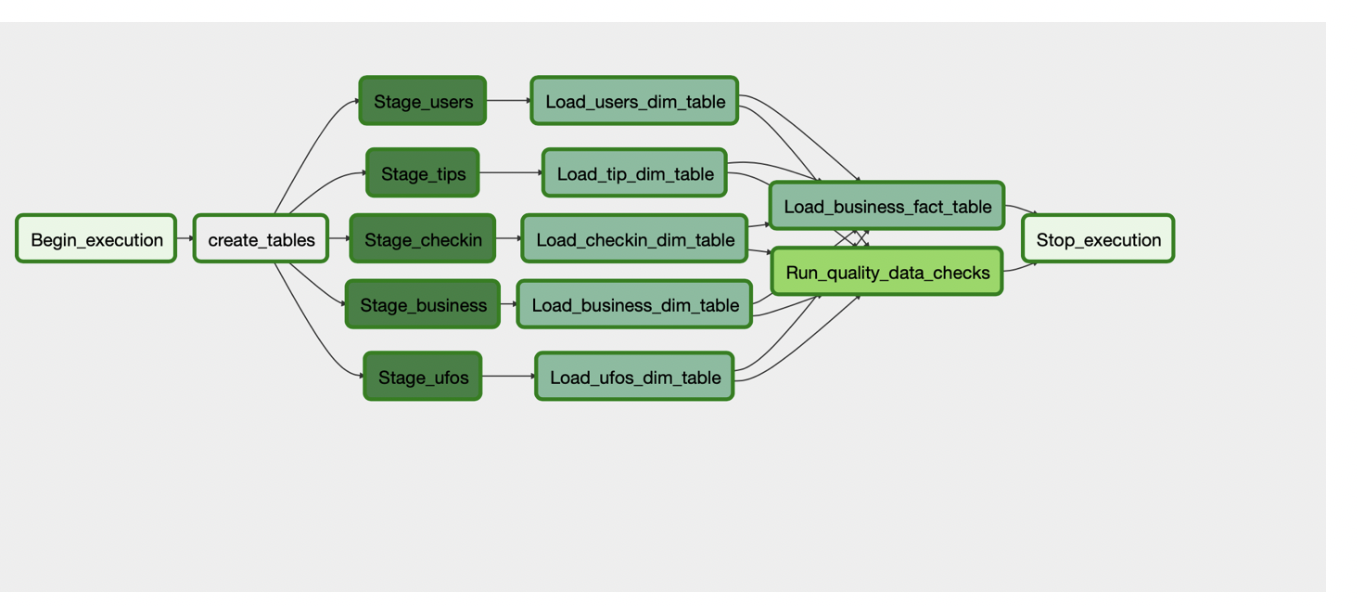 Begin_execution
create_tables
Stage_users
Load_users_dim_table
Stage_tips
Load_tip_dim_table
Stage_checkin
Load_checkin_dim_table
Stage_business
Load_business_dim_table
Stage_ufos
Load_ufos_dim_table
Load_business_fact_table
Run_quality_data_checks
Stop_execution